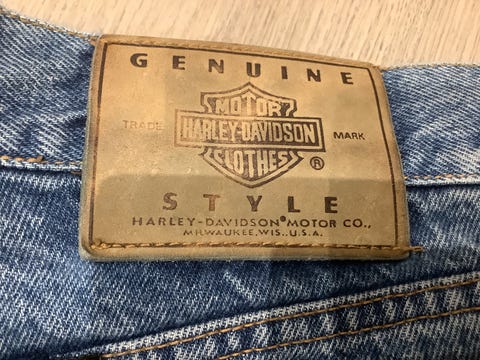 GENUINE
MOTOR
TRADE HARLEY-DAVIDSON MARK
CLOTHES ®
STYLE
HARLEY-DAVIDSON® MOTOR CO.,
MILWAUKEE, WIS., U.S.A.